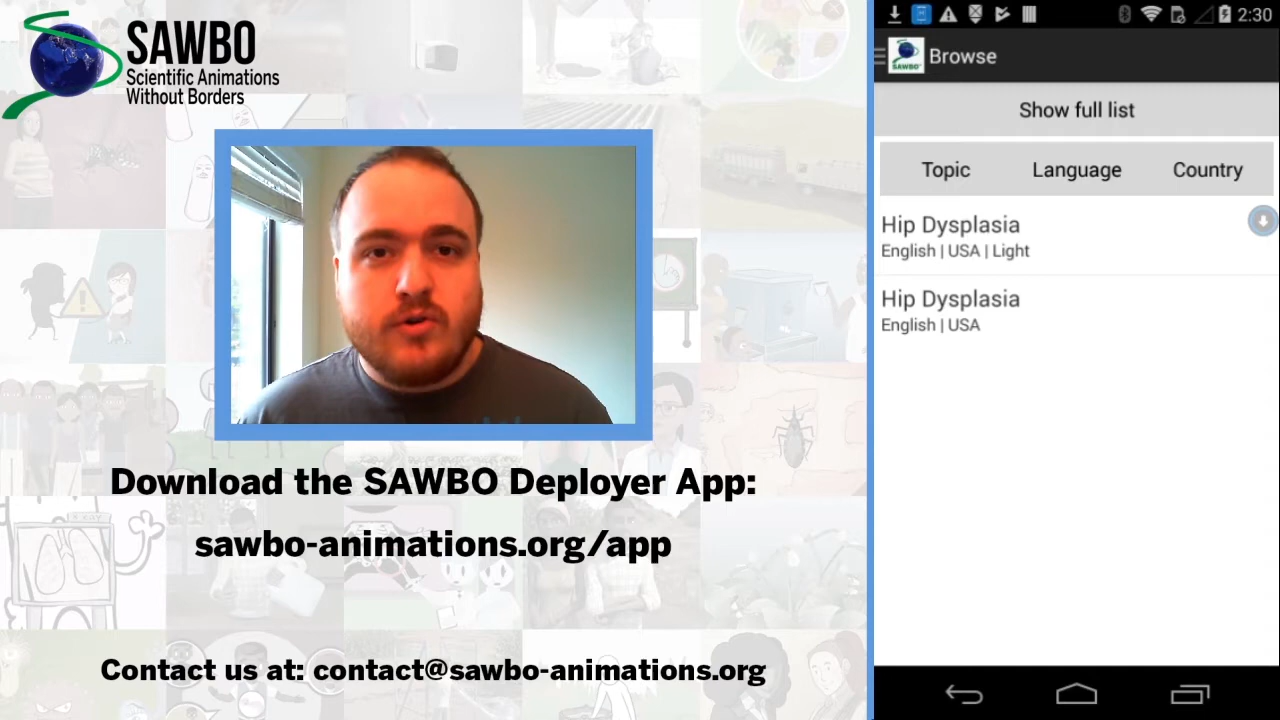 SAWBO
Scientific Animations
Without Borders
Download the SAWBO Deployer App:
sawbo-animations.org/app
Contact us at: contact@sawbo-animations.org
2:30
SAWBO
Browse
Show full list
Topic Language Country
Hip Dysplasia
English | USA | Light
Hip Dysplasia
English | USA